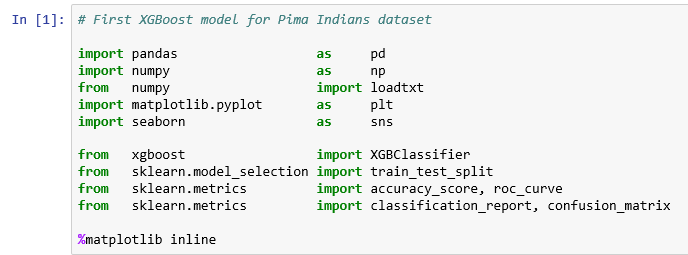 In [1]: # First XGBoost model for Pima Indians dataset
import pandas as pd
import numpy as np
from numpy import loadtxt
import matplotlib.pyplot as plt
import seaborn as sns
from xgboost import XGBClassifier
from sklearn.model_selection import train_test_split
from sklearn.metrics import accuracy_score, roc_curve
from sklearn.metrics import classification_report, confusion_matrix
%matplotlib inline